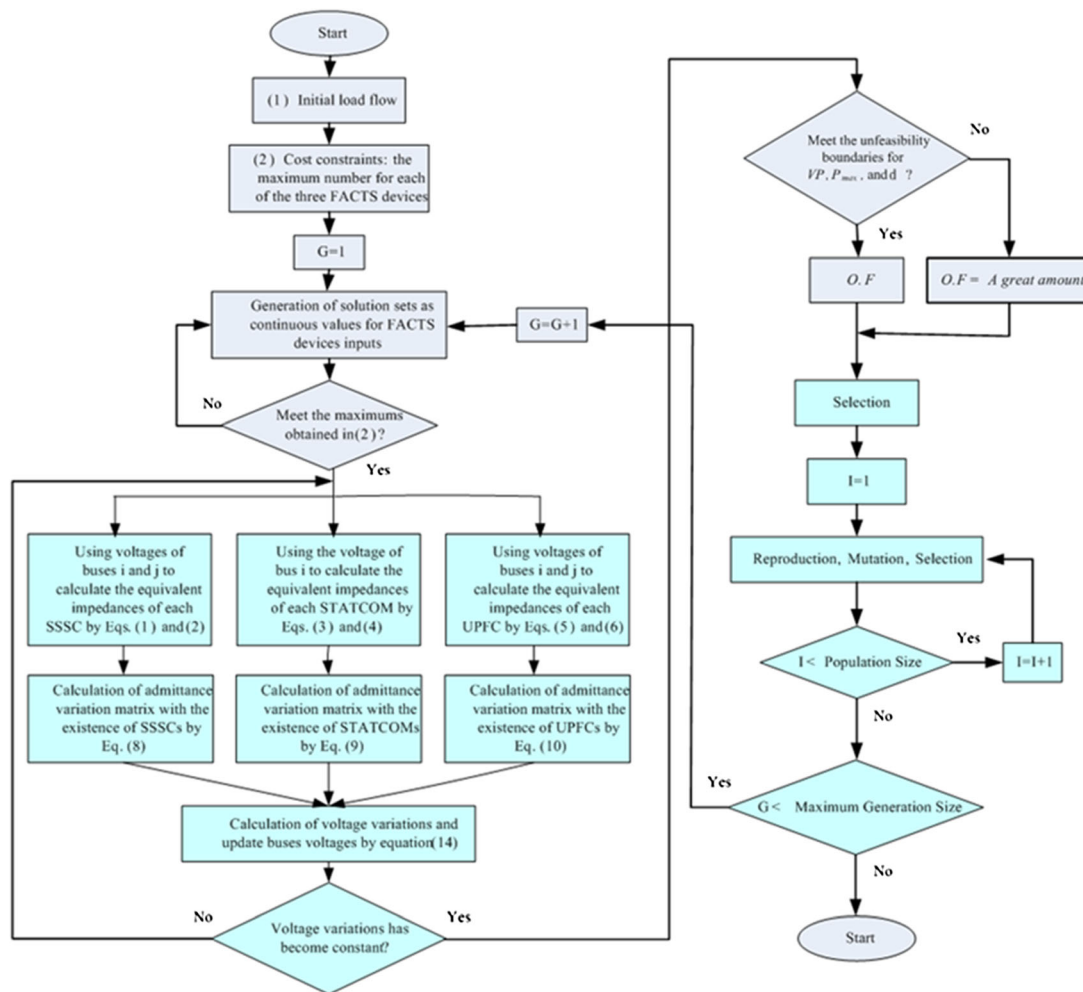 Start
(1) Initial load flow
(2) Cost constraints: the
maximum number for each
of the three FACTS devices
G=1
Generation of solution sets as
continuous values for FACTS
devices inputs
G=G+1
No
Meet the maximums
obtained in(2)?
Yes
Using voltages of
buses i and j to
calculate the equivalent
impedances of each
SSSC by Eqs. (1) and (2)
Using the voltage of
bus i to calculate the
equivalent impedances
of each STATCOM by
Eqs. (3) and (4)
Using voltages of
buses i and j to
calculate the equivalent
impedances of each
UPFC by Eqs. (5) and (6)
Calculation of admittance
variation matrix with the
existence of SSSCs by
Eq. (8)
Calculation of admittance
variation matrix with the
existence of STATCOMs
by Eq. (9)
Calculation of admittance
variation matrix with the
existence of UPFCs by
Eq. (10)
Calculation of voltage variations and
update buses voltages by equation(14)
No
Voltage variations has
become constant?
Yes
Meet the unfeasibility
boundaries for
VP, Pmax, and d ?
No
Yes
O.F
O.F = A great amount
Selection
I=1
Reproduction, Mutation, Selection
I< Population Size
Yes
I=I+1
No
Yes
G< Maximum Generation Size
No
Start